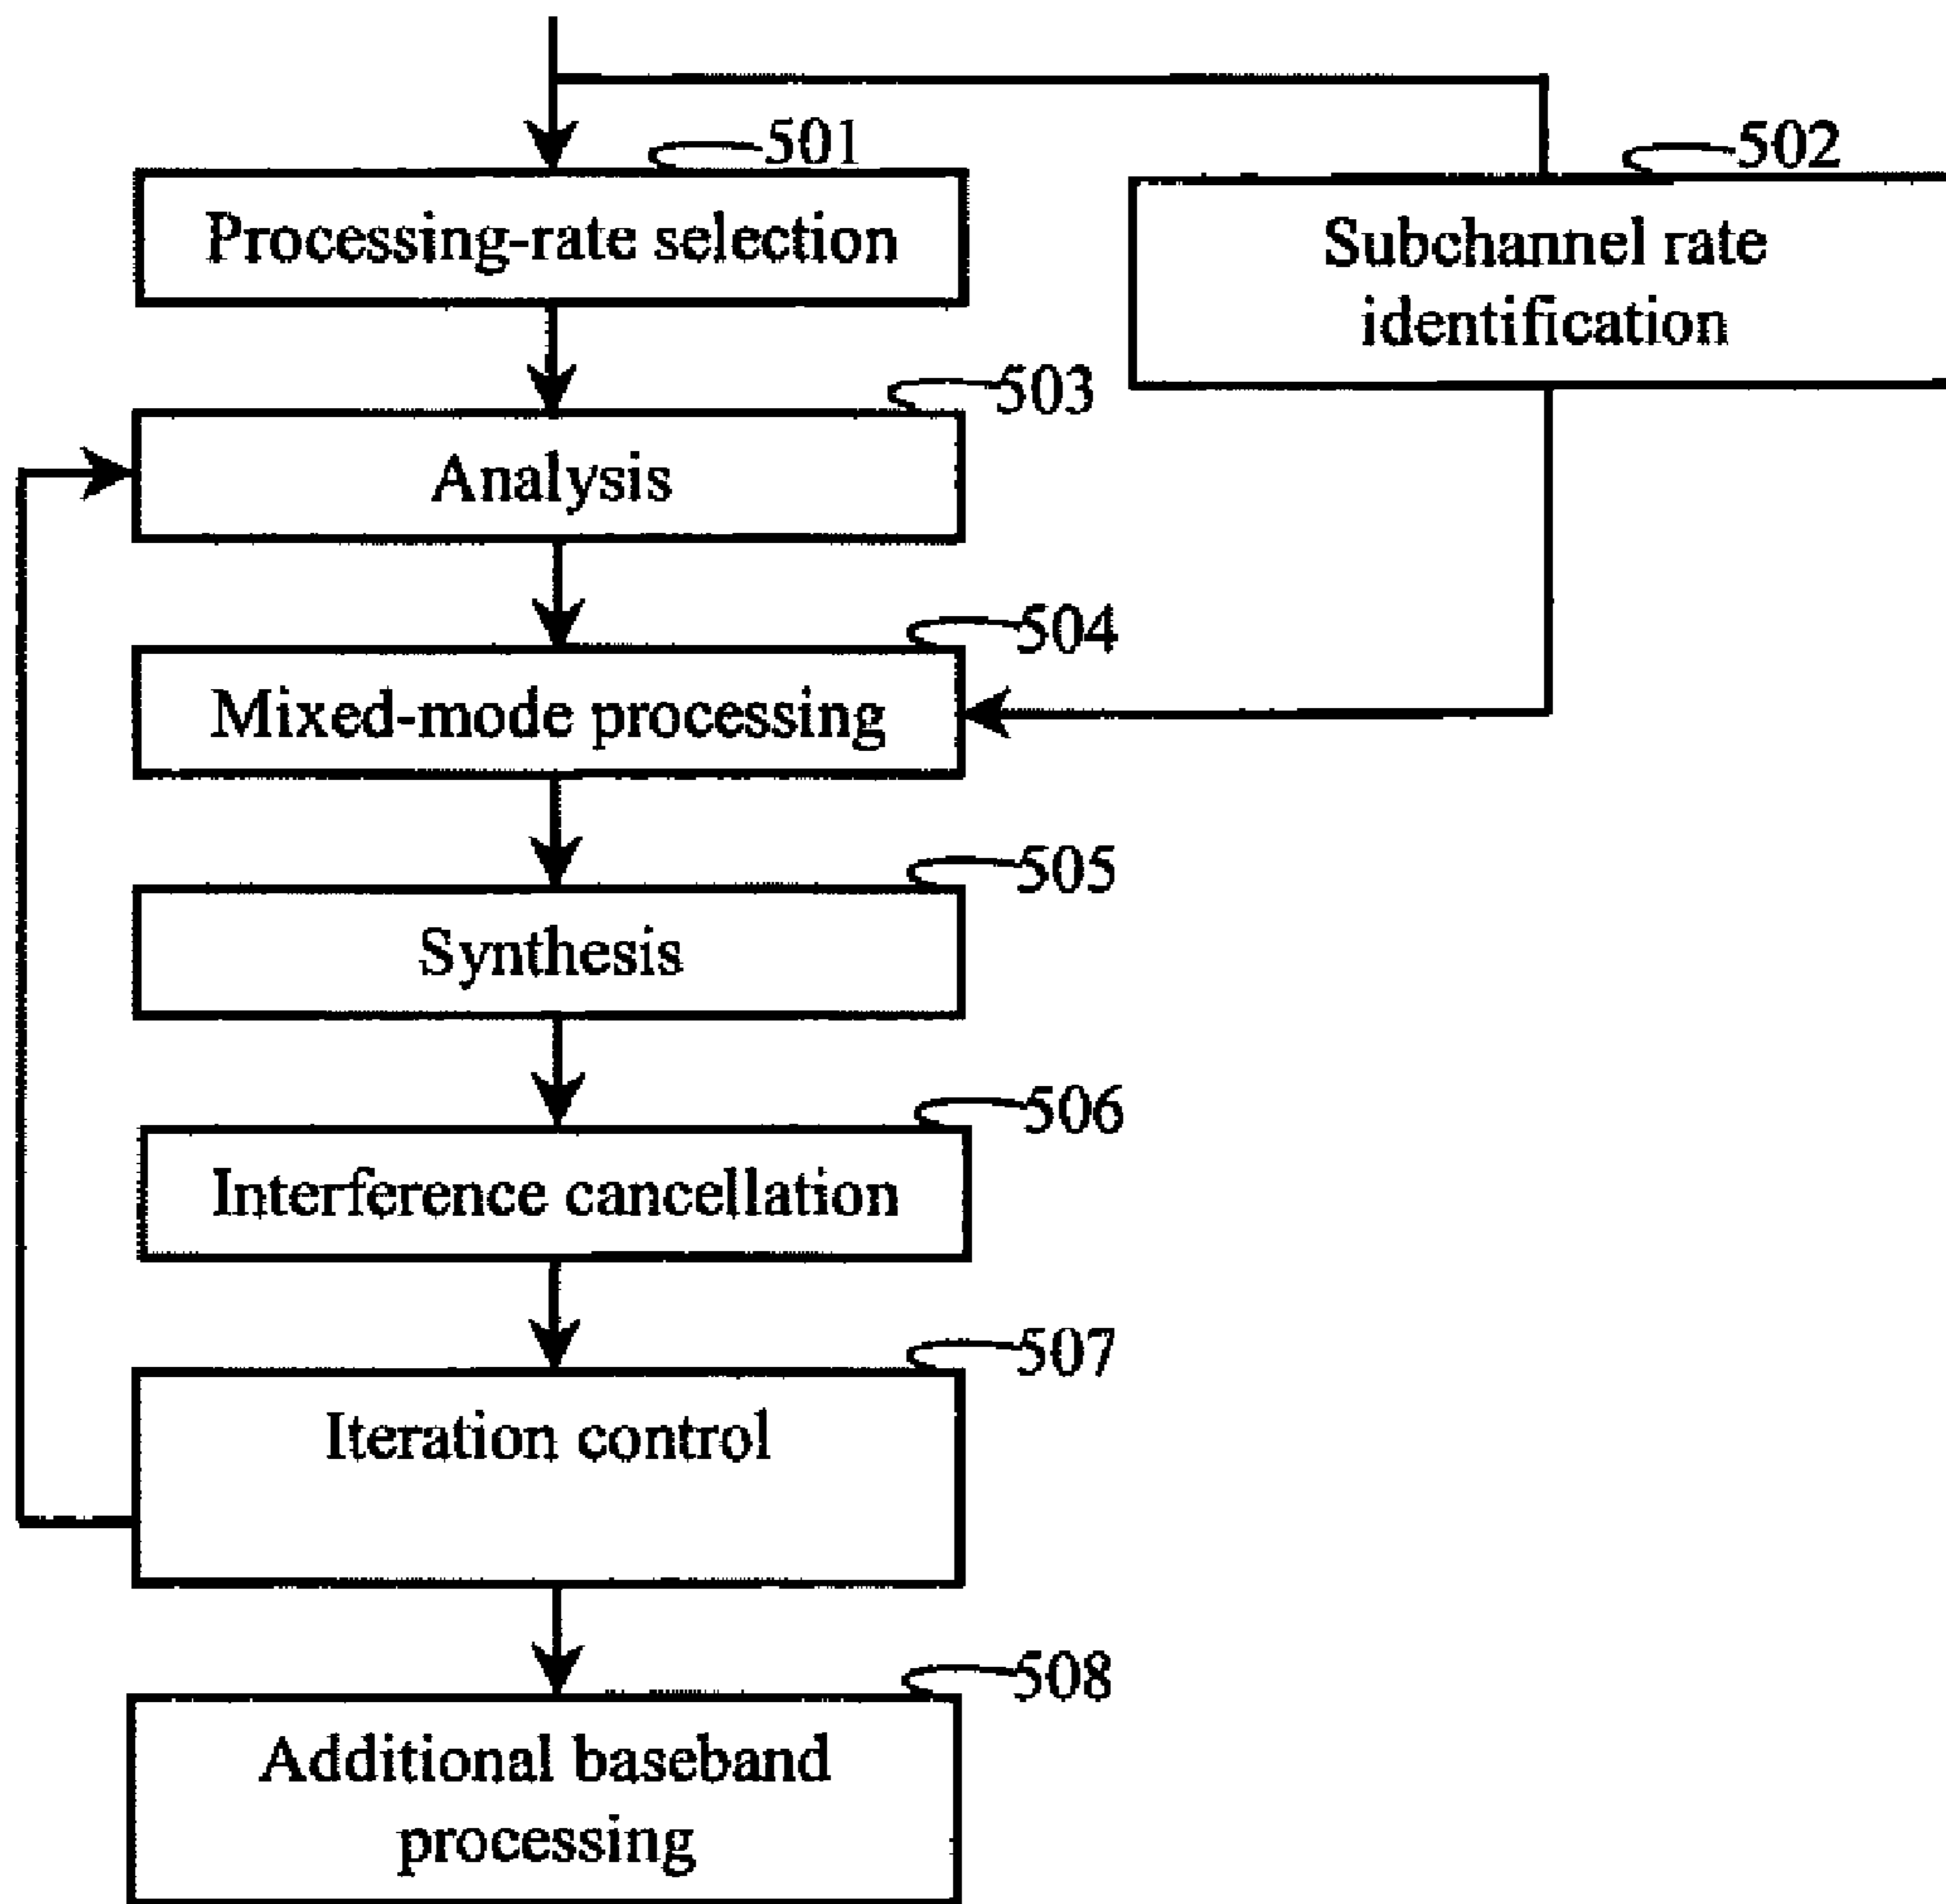 501
Processing-rate selection
502
Subchannel rate
identification
503
Analysis
504
Mixed-mode processing
505
Synthesis
506
Interference cancellation
507
Iteration control
508
Additional baseband
processing